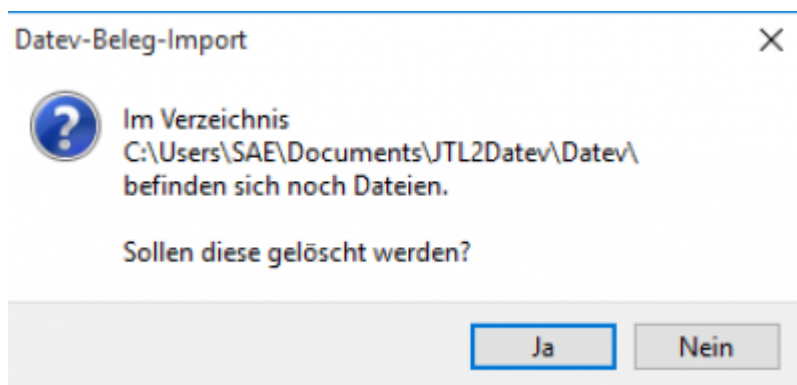 Datev-Beleg-Import
Im Verzeichnis
C:\Users\SAE\Documents\JTL2Datev\Datev\
befinden sich noch Dateien.
Sollen diese gelöscht werden?
Ja
Nein